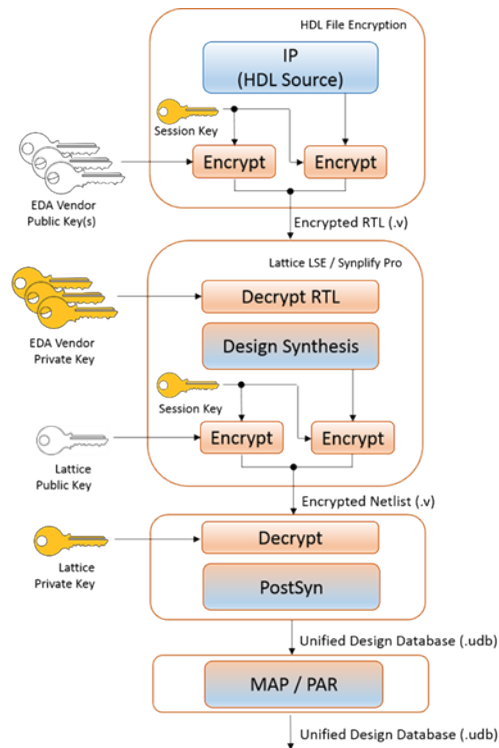 HDL File Encryption
IP
(HDL Source)
Session Key
Encrypt
Encrypt
EDA Vendor
Public Key(s)
Encrypted RTL (.v)
Lattice LSE / Synplify Pro
Decrypt RTL
EDA Vendor
Private Key
Design Synthesis
Session Key
Encrypt
Encrypt
Lattice
Public Key
Encrypted Netlist (.v)
Decrypt
Lattice
Private Key
PostSyn
Unified Design Database (.udb)
MAP / PAR
Unified Design Database (.udb)